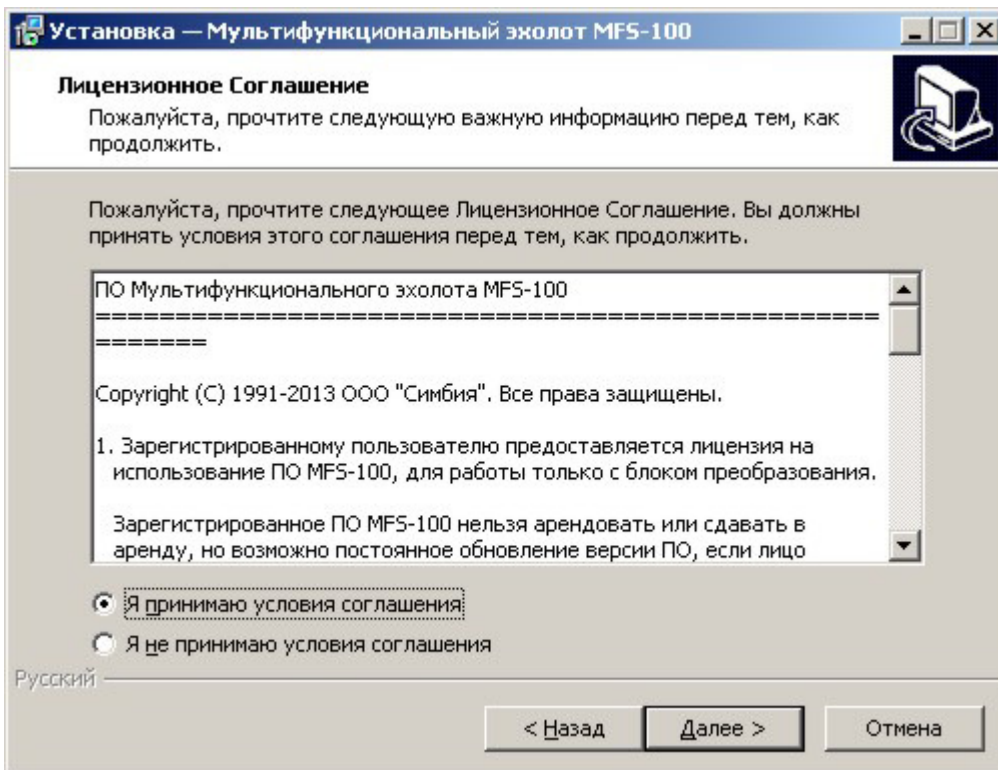 Установка — Мультифункциональный эхолот MFS-100
Лицензионное Соглашение
Пожалуйста, прочтите следующую важную информацию перед тем, как
продолжить.
Пожалуйста, прочтите следующее Лицензионное Соглашение. Вы должны
принять условия этого соглашения перед тем, как продолжить.
ПО Мультифункционального эхолота MFS-100
=======================================================
=======
Copyright (C) 1991-2013 ООО "Симбия". Все права защищены.
1. Зарегистрированному пользователю предоставляется лицензия на
использование ПО MFS-100, для работы только с блоком преобразования.
Зарегистрированное ПО MFS-100 нельзя арендовать или сдавать в
аренду, но возможно постоянное обновление версии ПО, если лицо
Я принимаю условия соглашения
Я не принимаю условия соглашения
Русский
< Назад
Далее >
Отмена